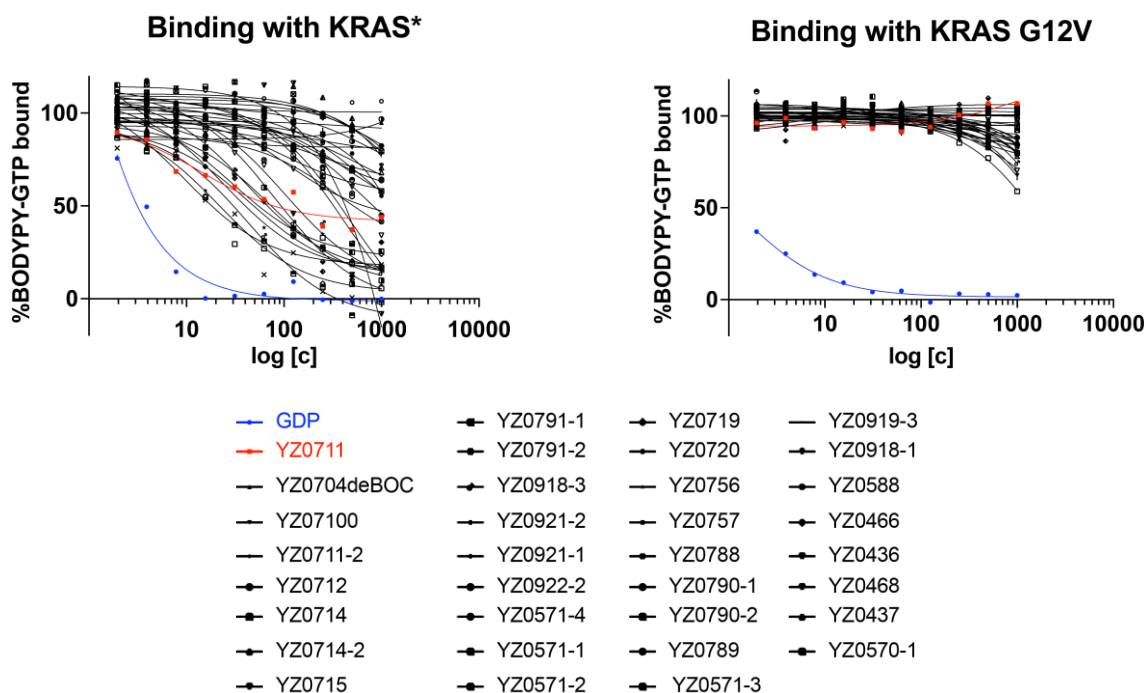 Binding with KRAS*
Binding with KRAS G12V
%BODYPY-GTP bound
100
50
0
10
100
1000
10000
log [c]
%BODYPY-GTP bound
100
50
0
10
100
1000
10000
log [c]
GDP
YZ0711
YZ0704deBOC
YZ07100
YZ0711-2
YZ0712
YZ0714
YZ0714-2
YZ0715
YZ0791-1
YZ0791-2
YZ0918-3
YZ0921-2
YZ0921-1
YZ0922-2
YZ0571-4
YZ0571-1
YZ0571-2
YZ0719
YZ0720
YZ0756
YZ0757
YZ0788
YZ0790-1
YZ0790-2
YZ0789
YZ0571-3
YZ0919-3
YZ0918-1
YZ0588
YZ0466
YZ0436
YZ0468
YZ0437
YZ0570-1